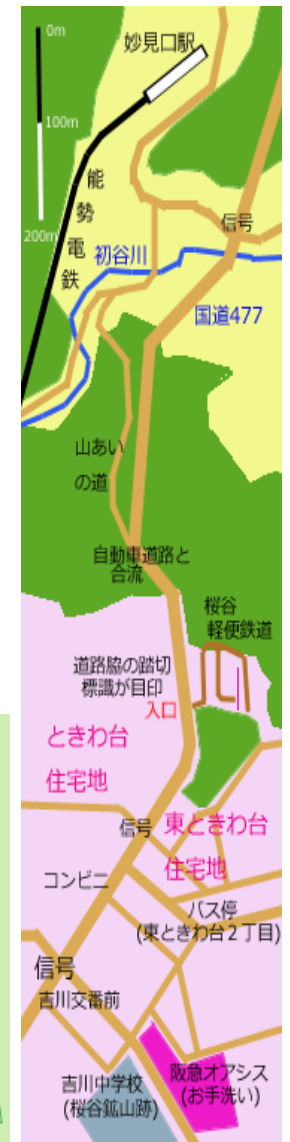 0m
妙見口駅
100m
能勢電鉄
200m
信号
初谷川
国道477
山あい
の道
自動車道路と
合流
桜谷
軽便鉄道
道路脇の踏切
標識が目印
入口
ときわ台
住宅地
信号
東ときわ台
住宅地
コンビニ
バス停
(東ときわ台2丁目)
信号
吉川交番前
阪急オアシス
(お手洗い)
吉川中学校
(桜谷鉱山跡)